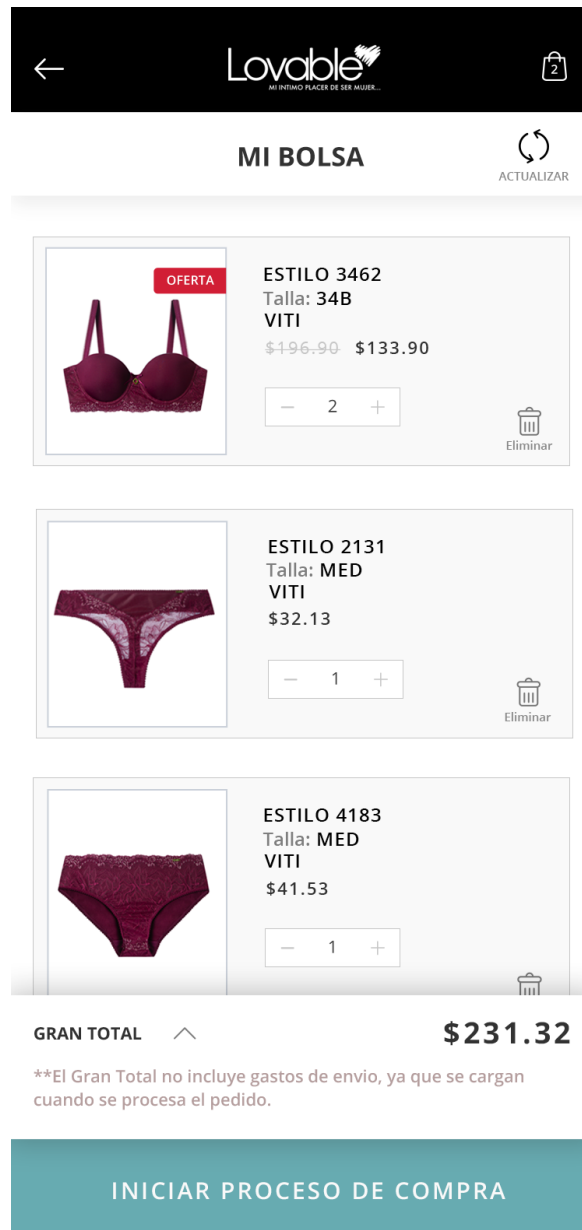 Lovable
MI INTIMO PLACER DE SER MUJER...
2
MI BOLSA
ACTUALIZAR
OFERTA
ESTILO 3462
Talla: 34B
VITI
$196.90 $133.90
2
Eliminar
ESTILO 2131
Talla: MED
VITI
$32.13
1
Eliminar
ESTILO 4183
Talla: MED
VITI
$41.53
1
GRAN TOTAL
$231.32
**El Gran Total no incluye gastos de envio, ya que se cargan
cuando se procesa el pedido.
INICIAR PROCESO DE COMPRA